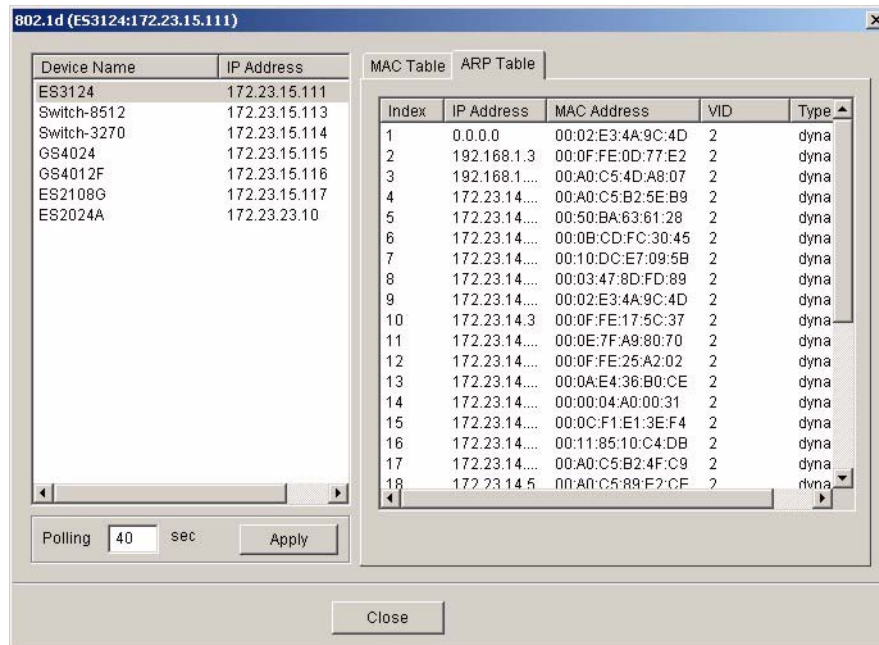 802.1d (ES3124:172.23.15.111)
Device Name IP Address
ES3124 172.23.15.111
Switch-8512 172.23.15.113
Switch-3270 172.23.15.114
GS4024 172.23.15.115
GS4012F 172.23.15.116
ES2108G 172.23.15.117
ES2024A 172.23.23.10
Polling 40 sec Apply
MAC Table ARP Table
Index IP Address MAC Address VID Type
1 0.0.0.0 00:02:E3:4A:9C:4D 2 dyna
2 192.168.1.3 00:0F:FE:0D:77:E2 2 dyna
3 192.168.1.... 00:A0:C5:4D:A8:07 2 dyna
4 172.23.14.... 00:A0:C5:B2:5E:B9 2 dyna
5 172.23.14.... 00:50:BA:63:61:28 2 dyna
6 172.23.14.... 00:0B:CD:FC:30:45 2 dyna
7 172.23.14.... 00:10:DC:E7:09:5B 2 dyna
8 172.23.14.... 00:03:47:8D:FD:89 2 dyna
9 172.23.14.... 00:02:E3:4A:9C:4D 2 dyna
10 172.23.14.3 00:0F:FE:17:5C:37 2 dyna
11 172.23.14.... 00:0E:7F:A9:80:70 2 dyna
12 172.23.14.... 00:0F:FE:25:A2:02 2 dyna
13 172.23.14.... 00:0A:E4:36:B0:CE 2 dyna
14 172.23.14.... 00:00:04:A0:00:31 2 dyna
15 172.23.14.... 00:0C:F1:E1:3E:F4 2 dyna
16 172.23.14.... 00:11:85:10:C4:DB 2 dyna
17 172.23.14.... 00:A0:C5:B2:4F:C9 2 dyna
18 172.23.14.5 00:A0:C5:89:E2:CE 2 dyna
Close